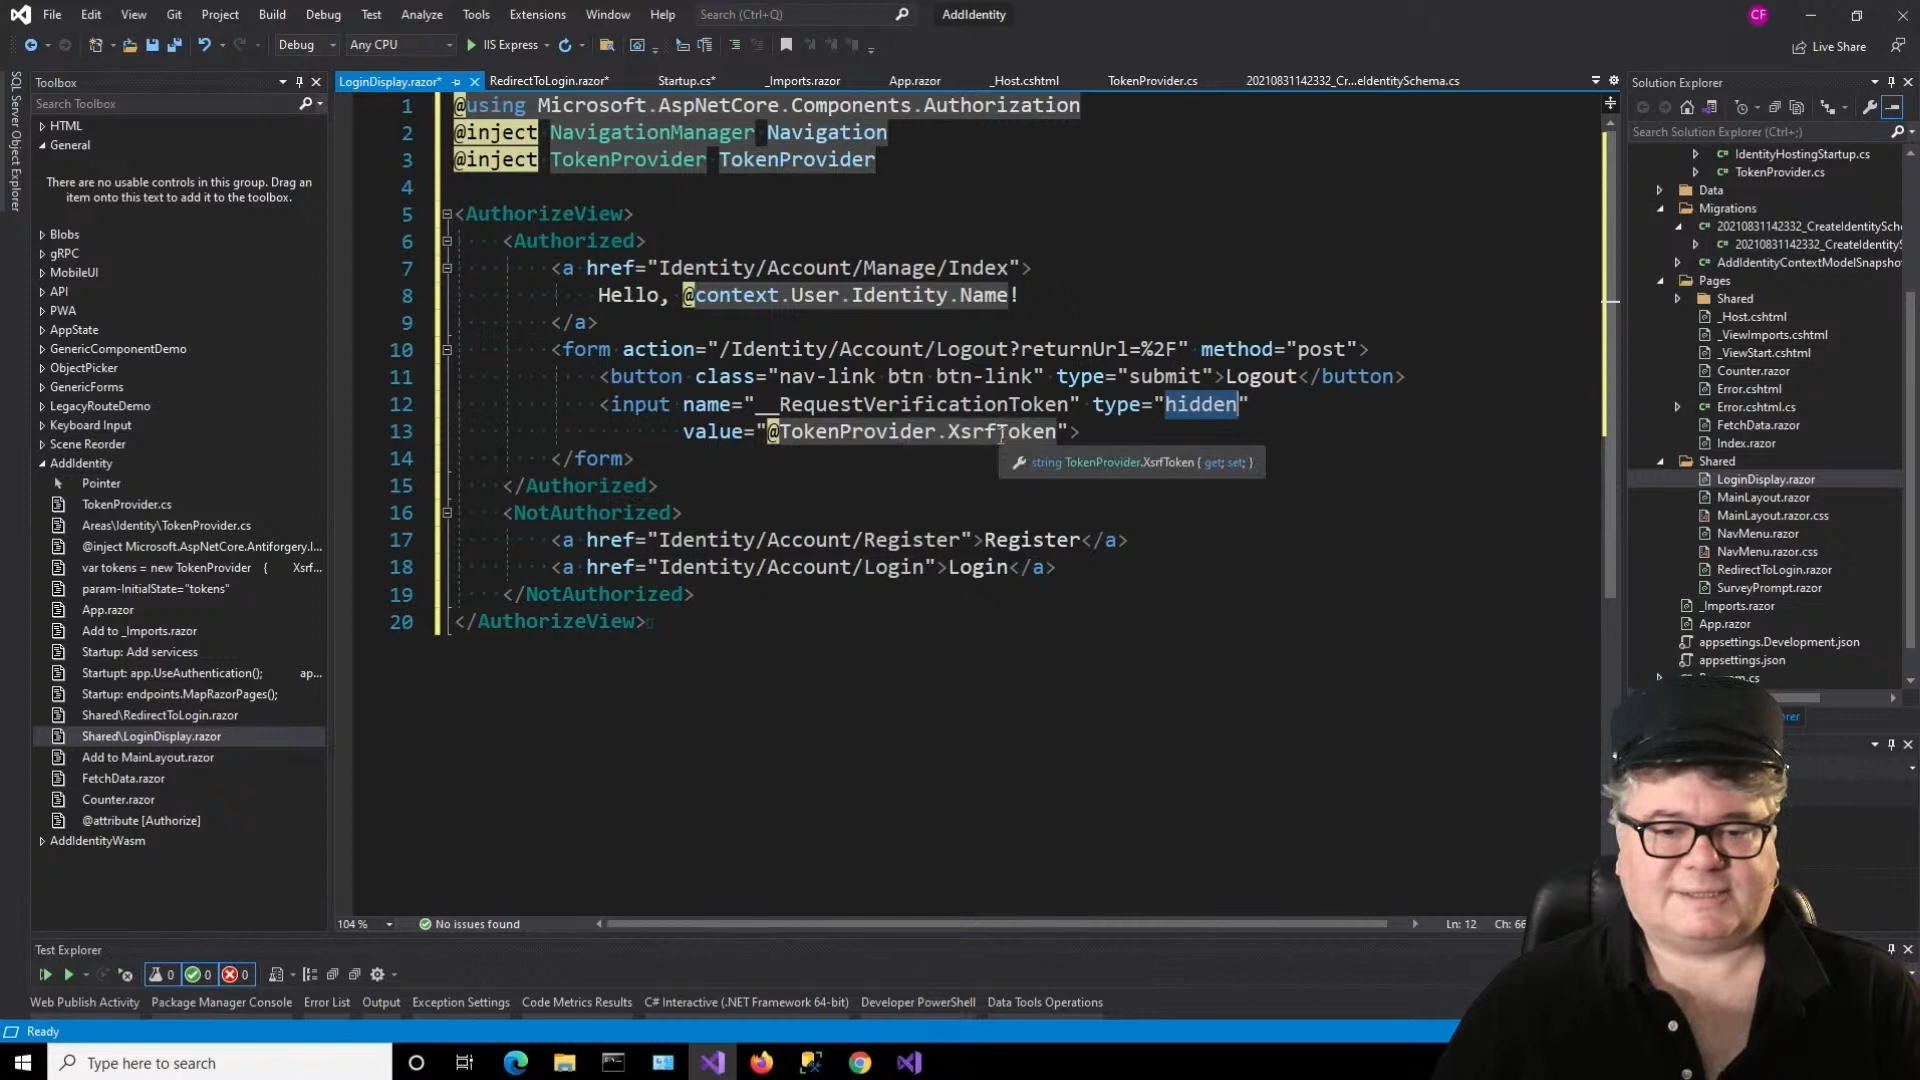 File Edit View Git Project Build Debug Test Analyze Tools Extensions Window Help Search (Ctrl+Q) AddIdentity CF
Debug Any CPU IIS Express Live Share
SQL Server Object Explorer
Toolbox
Search Toolbox
HTML
General
There are no usable controls in this group. Drag an
item onto this text to add it to the toolbox.
Blobs
gRPC
MobileUI
API
PWA
AppState
GenericComponentDemo
ObjectPicker
GenericForms
LegacyRouteDemo
Keyboard Input
Scene Reorder
AddIdentity
Pointer
TokenProvider.cs
Areas\Identity\TokenProvider.cs
@inject Microsoft.AspNetCore.Antiforgery.I...
var tokens = new TokenProvider { Xsrf...
param-InitialState="tokens"
App.razor
Add to _Imports.razor
Startup: Add servicess
Startupt: app.UseAuthentication(); ap...
Startup: endpoints.MapRazorPages();
Shared\RedirectToLogin.razor
Shared\LoginDisplay.razor
Add to MainLayout.razor
FetchData.razor
Counter.razor
@attribute [Authorize]
AddIdentityWasm
LoginDisplay.razor* RedirectToLogin.razor* Startup.cs* _Imports.razor App.razor _Host.cshtml TokenProvider.cs 20210831142332_Cr...eIdentitySchema.cs
1 @using Microsoft.AspNetCore.Components.Authorization
2 @inject NavigationManager Navigation
3 @inject TokenProvider TokenProvider
4
5 <AuthorizeView>
6 <Authorized>
7 <a href="Identity/Account/Manage/Index">
8 Hello, @context.User.Identity.Name!
9 </a>
10 <form action="/Identity/Account/Logout?returnUrl=%2F" method="post">
11 <button class="nav-link btn btn-link" type="submit">Logout</button>
12 <input name="__RequestVerificationToken" type="hidden"
13 value="@TokenProvider.XsrfToken">
string TokenProvider.XsrfToken { get; set; }
14 </form>
15 </Authorized>
16 <NotAuthorized>
17 <a href="Identity/Account/Register">Register</a>
18 <a href="Identity/Account/Login">Login</a>
19 </NotAuthorized>
20 </AuthorizeView>
104 % No issues found Ln: 12 Ch: 66
Solution Explorer
Search Solution Explorer (Ctrl+;)
IdentityHostingStartup.cs
TokenProvider.cs
Data
Migrations
20210831142332_CreateIdentitySche
20210831142332_CreateIdentityS
AddIdentityContextModelSnapshot
Pages
Shared
_Host.cshtml
_ViewImports.cshtml
_ViewStart.cshtml
Counter.razor
Error.cshtml
Error.cshtml.cs
FetchData.razor
Index.razor
Shared
LoginDisplay.razor
MainLayout.razor
MainLayout.razor.css
NavMenu.razor
NavMenu.razor.css
RedirectToLogin.razor
SurveyPrompt.razor
_Imports.razor
App.razor
appsettings.Development.json
appsettings.json
Test Explorer
0 0 0
Web Publish Activity Package Manager Console Error List Output Exception Settings Code Metrics Results C# Interactive (.NET Framework 64-bit) Developer PowerShell Data Tools Operations
Ready
Type here to search